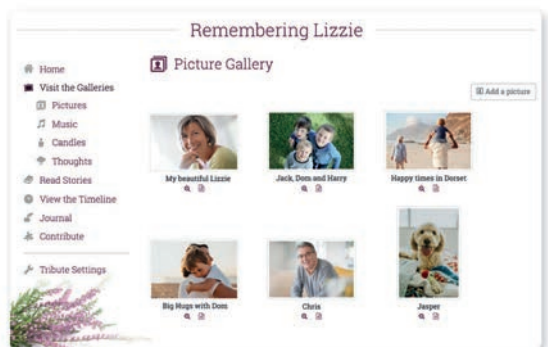 Remembering Lizzie
Home
Visit the Galleries
Pictures
Music
Candles
Thoughts
Read Stories
View the Timeline
Journal
Contribute
Tribute Settings
Picture Gallery
Add a picture
My beautiful Lizzie
Jack, Dom and Harry
Happy times in Dorset
Big Hugs with Dom
Chris
Jasper